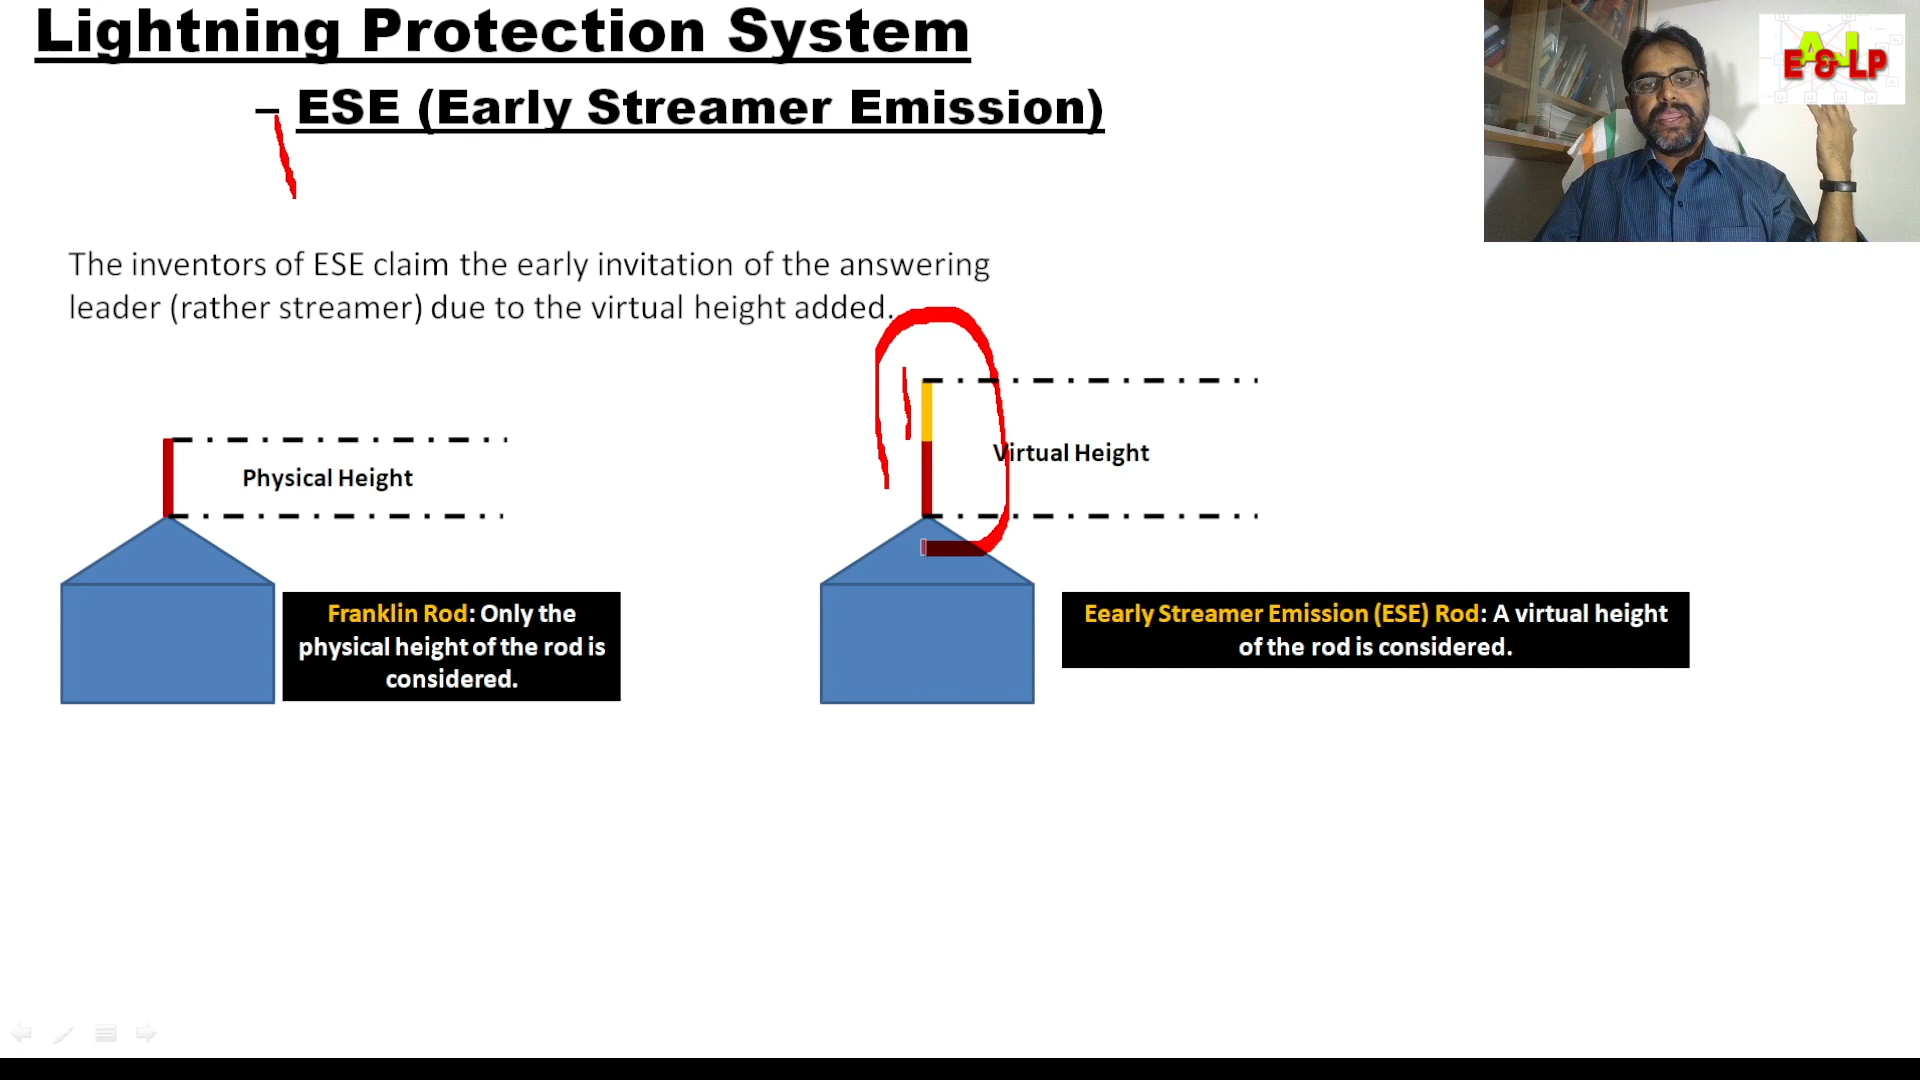 Lightning Protection System
– ESE (Early Streamer Emission)
AJ
E & LP
The inventors of ESE claim the early invitation of the answering
leader (rather streamer) due to the virtual height added.
Physical Height
Virtual Height
Franklin Rod: Only the
physical height of the rod is
considered.
Eearly Streamer Emission (ESE) Rod: A virtual height
of the rod is considered.